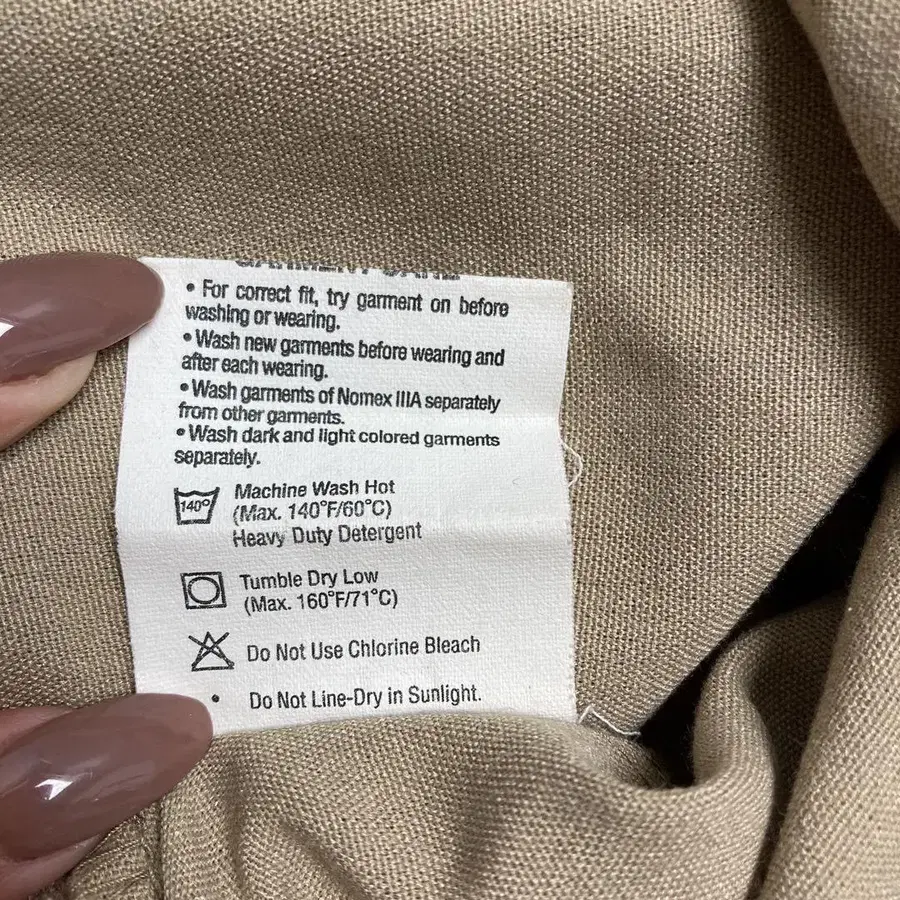 GARMENT CARE
• For correct fit, try garment on before
washing or wearing.
• Wash new garments before wearing and
after each wearing.
• Wash garments of Nomex IIIA separately
from other garments.
• Wash dark and light colored garments
separately.
140° Machine Wash Hot
(Max. 140°F/60°C)
Heavy Duty Detergent
Tumble Dry Low
(Max. 160°F/71°C)
Do Not Use Chlorine Bleach
• Do Not Line-Dry in Sunlight.